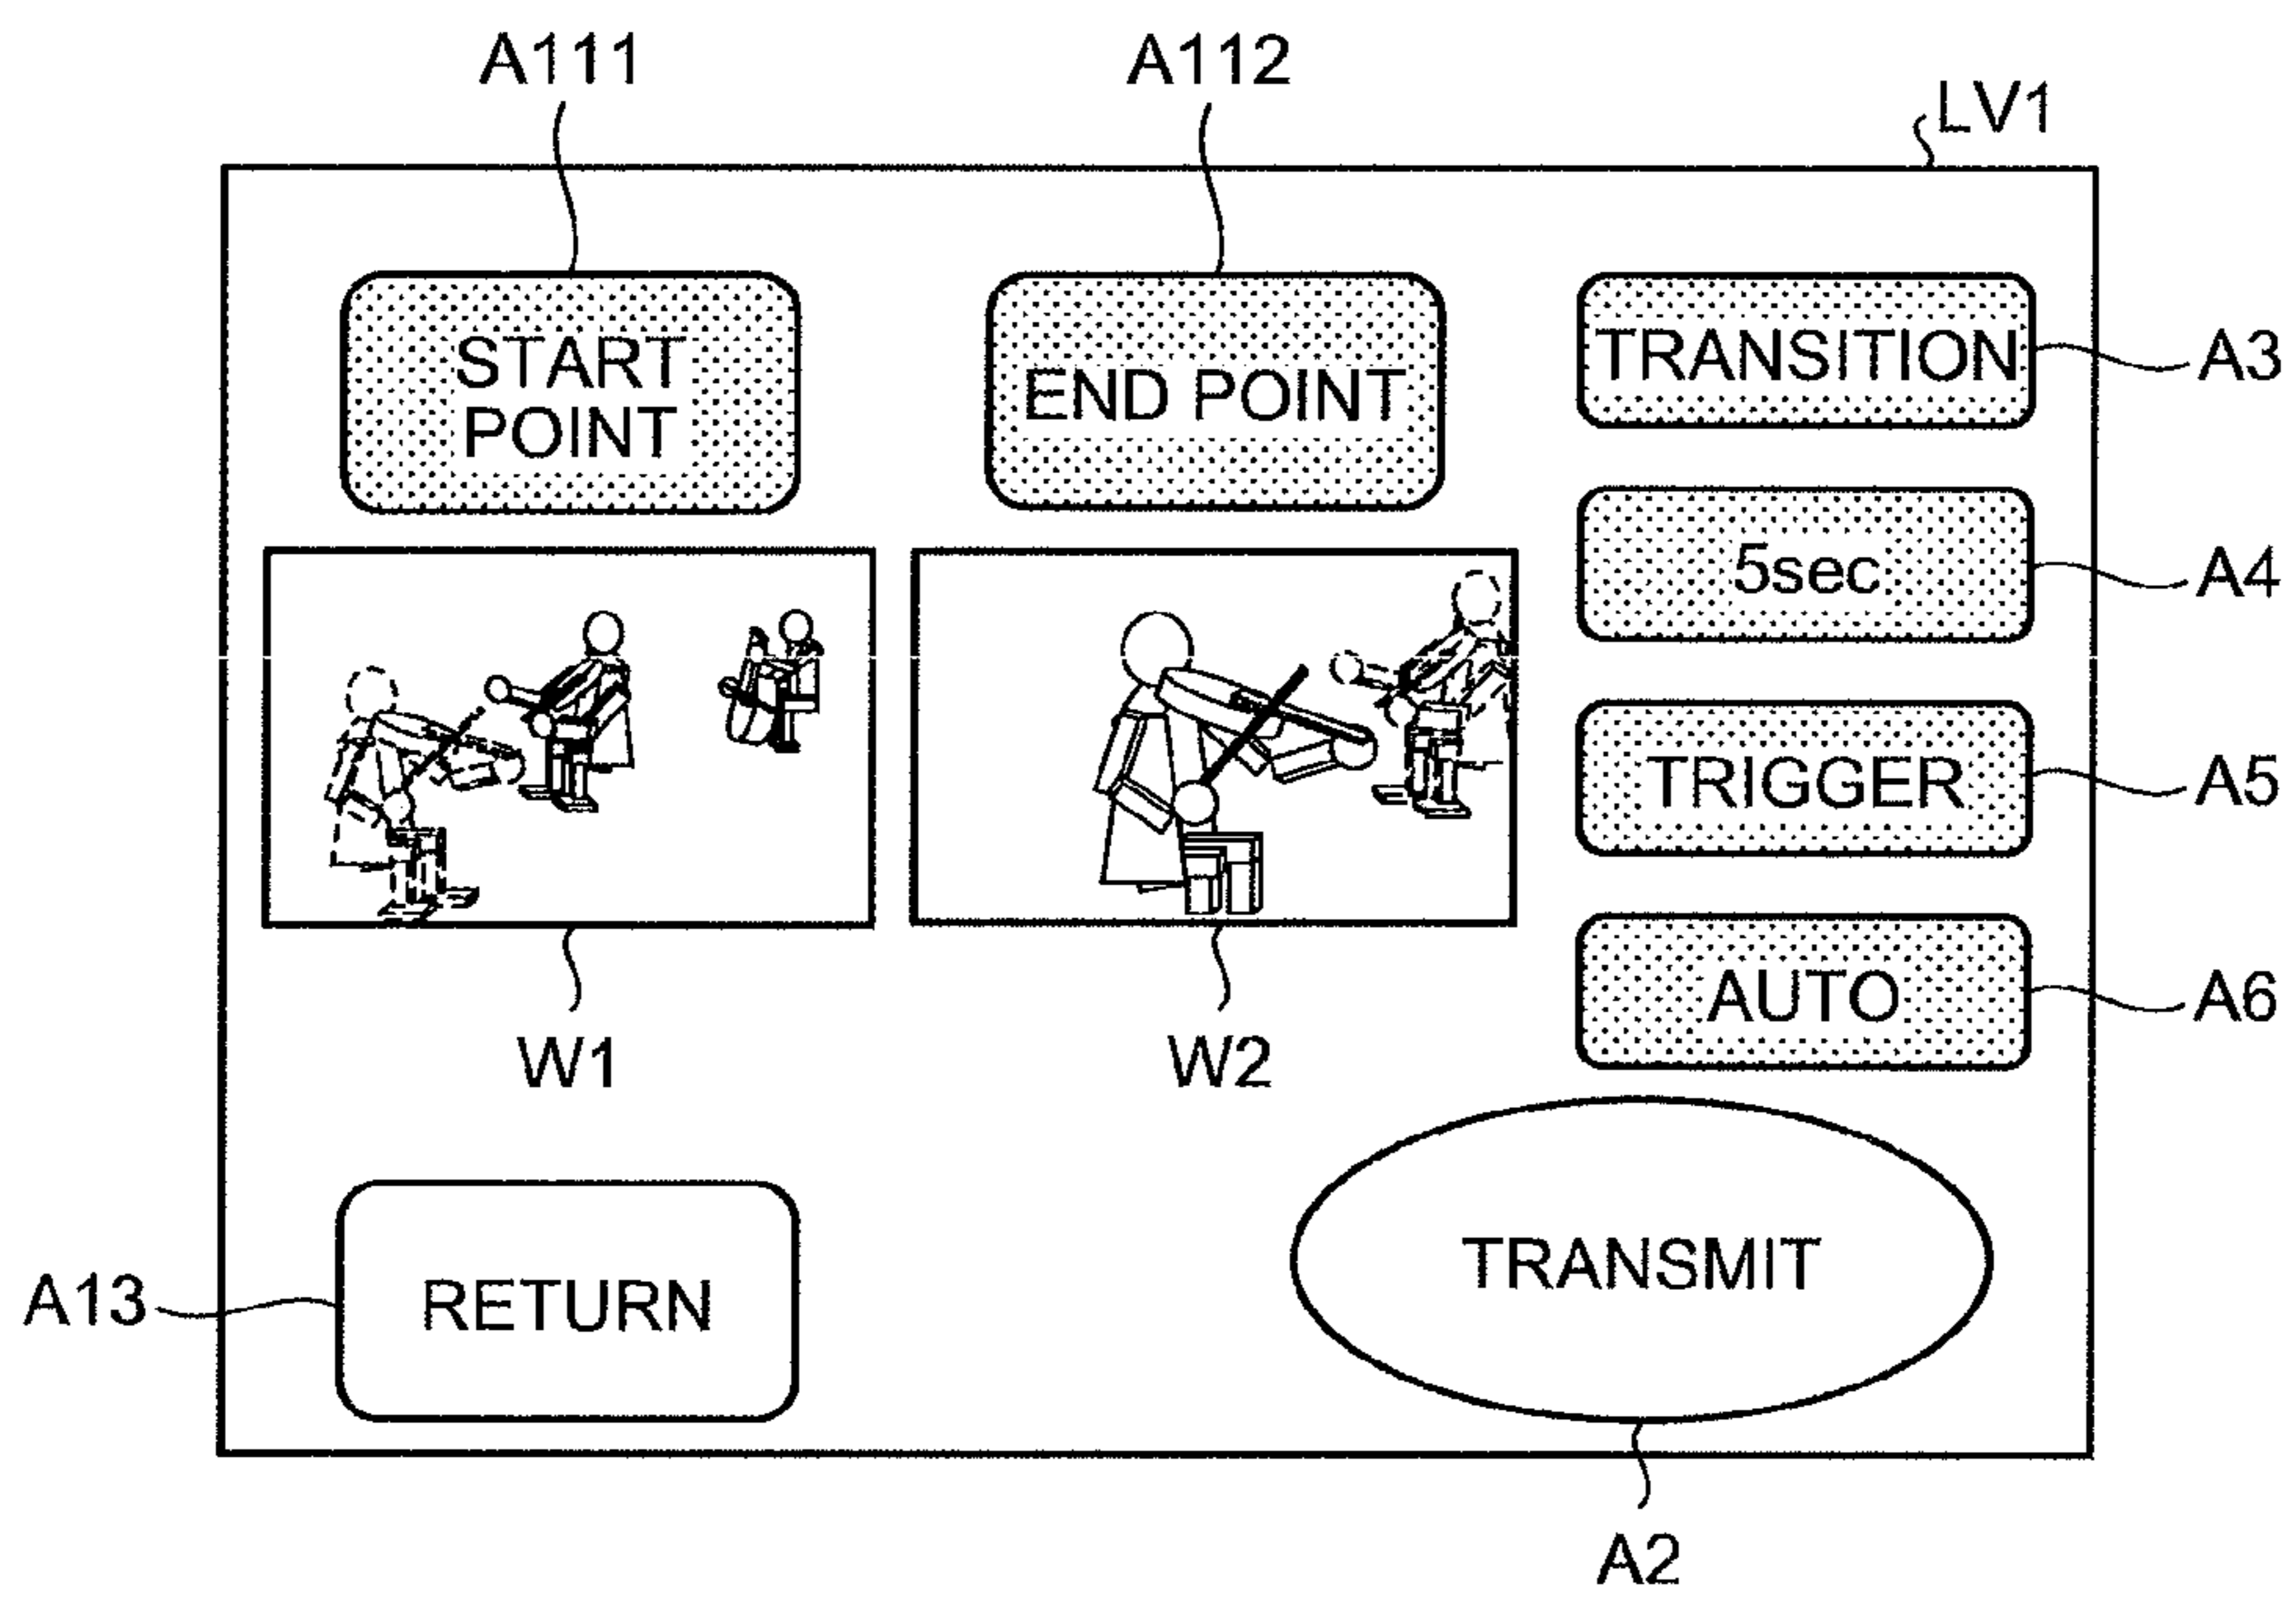 A111
A112
LV1
START
POINT
END POINT
TRANSITION
A3
5sec
A4
TRIGGER
A5
AUTO
A6
W1
W2
A13
RETURN
TRANSMIT
A2